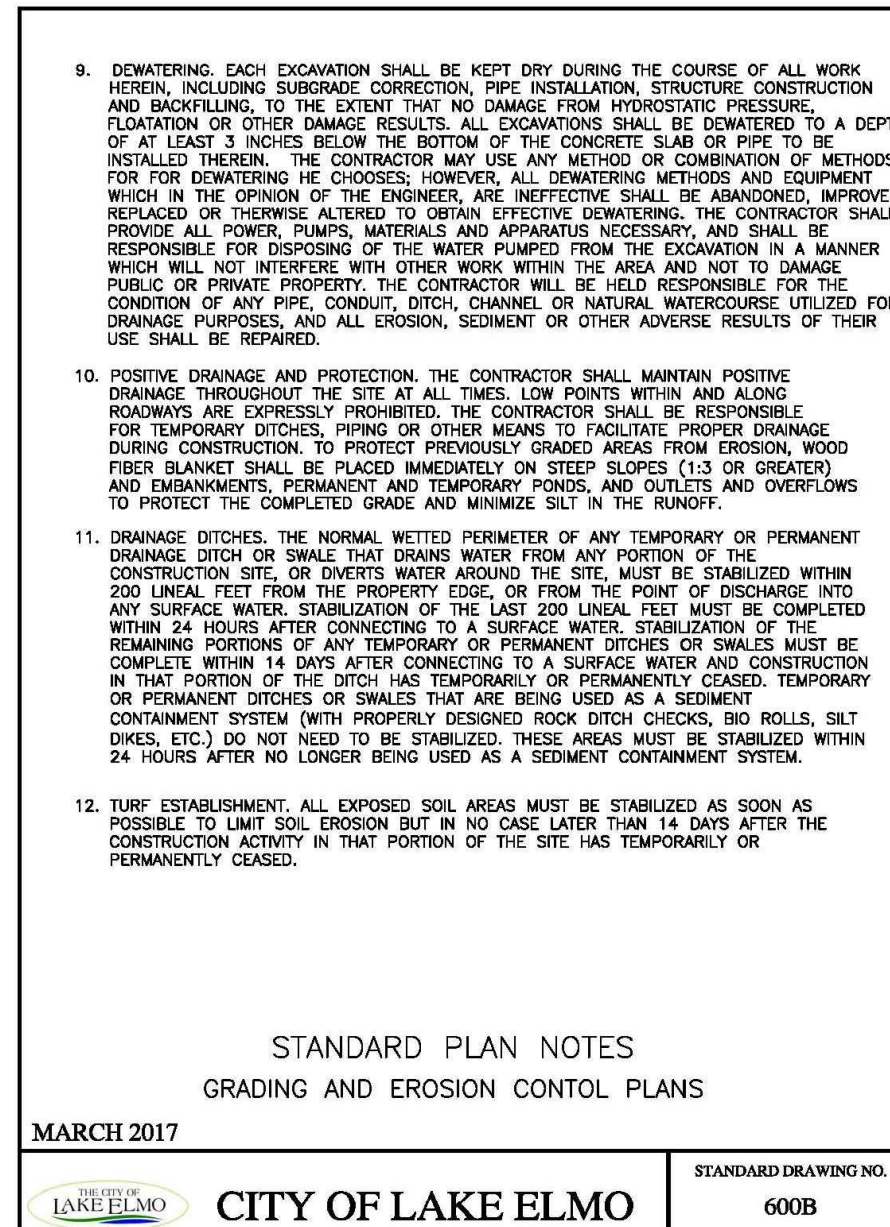 9. DEWATERING. EACH EXCAVATION SHALL BE KEPT DRY DURING THE COURSE OF ALL WORK
HEREIN, INCLUDING SUBGRADE CORRECTION, PIPE INSTALLATION, STRUCTURE CONSTRUCTION
AND BACKFILLING, TO THE EXTENT THAT NO DAMAGE FROM HYDROSTATIC PRESSURE,
FLOATATION OR OTHER DAMAGE RESULTS. ALL EXCAVATIONS SHALL BE DEWATERED TO A DEPT
OF AT LEAST 3 INCHES BELOW THE BOTTOM OF THE CONCRETE SLAB OR PIPE TO BE
INSTALLED THEREIN. THE CONTRACTOR MAY USE ANY METHOD OR COMBINATION OF METHODS
FOR FOR DEWATERING HE CHOOSES; HOWEVER, ALL DEWATERING METHODS AND EQUIPMENT
WHICH IN THE OPINION OF THE ENGINEER, ARE INEFFECTIVE SHALL BE ABANDONED, IMPROVE
REPLACED OR THERWISE ALTERED TO OBTAIN EFFECTIVE DEWATERING. THE CONTRACTOR SHALL
PROVIDE ALL POWER, PUMPS, MATERIALS AND APPARATUS NECESSARY, AND SHALL BE
RESPONSIBLE FOR DISPOSING OF THE WATER PUMPED FROM THE EXCAVATION IN A MANNER
WHICH WILL NOT INTERFERE WITH OTHER WORK WITHIN THE AREA AND NOT TO DAMAGE
PUBLIC OR PRIVATE PROPERTY. THE CONTRACTOR WILL BE HELD RESPONSIBLE FOR THE
CONDITION OF ANY PIPE, CONDUIT, DITCH, CHANNEL OR NATURAL WATERCOURSE UTILIZED FOR
DRAINAGE PURPOSES, AND ALL EROSION, SEDIMENT OR OTHER ADVERSE RESULTS OF THEIR
USE SHALL BE REPAIRED.
10. POSITIVE DRAINAGE AND PROTECTION. THE CONTRACTOR SHALL MAINTAIN POSITIVE
DRAINAGE THROUGHOUT THE SITE AT ALL TIMES. LOW POINTS WITHIN AND ALONG
ROADWAYS ARE EXPRESSLY PROHIBITED. THE CONTRACTOR SHALL BE RESPONSIBLE
FOR TEMPORARY DITCHES, PIPING OR OTHER MEANS TO FACILITATE PROPER DRAINAGE
DURING CONSTRUCTION. TO PROTECT PREVIOUSLY GRADED AREAS FROM EROSION, WOOD
FIBER BLANKET SHALL BE PLACED IMMEDIATELY ON STEEP SLOPES (1:3 OR GREATER)
AND EMBANKMENTS, PERMANENT AND TEMPORARY PONDS, AND OUTLETS AND OVERFLOWS
TO PROTECT THE COMPLETED GRADE AND MINIMIZE SILT IN THE RUNOFF.
11. DRAINAGE DITCHES. THE NORMAL WETTED PERIMETER OF ANY TEMPORARY OR PERMANENT
DRAINAGE DITCH OR SWALE THAT DRAINS WATER FROM ANY PORTION OF THE
CONSTRUCTION SITE, OR DIVERTS WATER AROUND THE SITE, MUST BE STABILIZED WITHIN
200 LINEAL FEET FROM THE PROPERTY EDGE, OR FROM THE POINT OF DISCHARGE INTO
ANY SURFACE WATER. STABILIZATION OF THE LAST 200 LINEAL FEET MUST BE COMPLETED
WITHIN 24 HOURS AFTER CONNECTING TO A SURFACE WATER. STABILIZATION OF THE
REMAINING PORTIONS OF ANY TEMPORARY OR PERMANENT DITCHES OR SWALES MUST BE
COMPLETE WITHIN 14 DAYS AFTER CONNECTING TO A SURFACE WATER AND CONSTRUCTION
IN THAT PORTION OF THE DITCH HAS TEMPORARILY OR PERMANENTLY CEASED. TEMPORARY
OR PERMANENT DITCHES OR SWALES THAT ARE BEING USED AS A SEDIMENT
CONTAINMENT SYSTEM (WITH PROPERLY DESIGNED ROCK DITCH CHECKS, BIO ROLLS, SILT
DIKES, ETC.) DO NOT NEED TO BE STABILIZED. THESE AREAS MUST BE STABILIZED WITHIN
24 HOURS AFTER NO LONGER BEING USED AS A SEDIMENT CONTAINMENT SYSTEM.
12. TURF ESTABLISHMENT. ALL EXPOSED SOIL AREAS MUST BE STABILIZED AS SOON AS
POSSIBLE TO LIMIT SOIL EROSION BUT IN NO CASE LATER THAN 14 DAYS AFTER THE
CONSTRUCTION ACTIVITY IN THAT PORTION OF THE SITE HAS TEMPORARILY OR
PERMANENTLY CEASED.
STANDARD PLAN NOTES
GRADING AND EROSION CONTOL PLANS
MARCH 2017
THE CITY OF
LAKE ELMO
CITY OF LAKE ELMO
STANDARD DRAWING NO.
600B